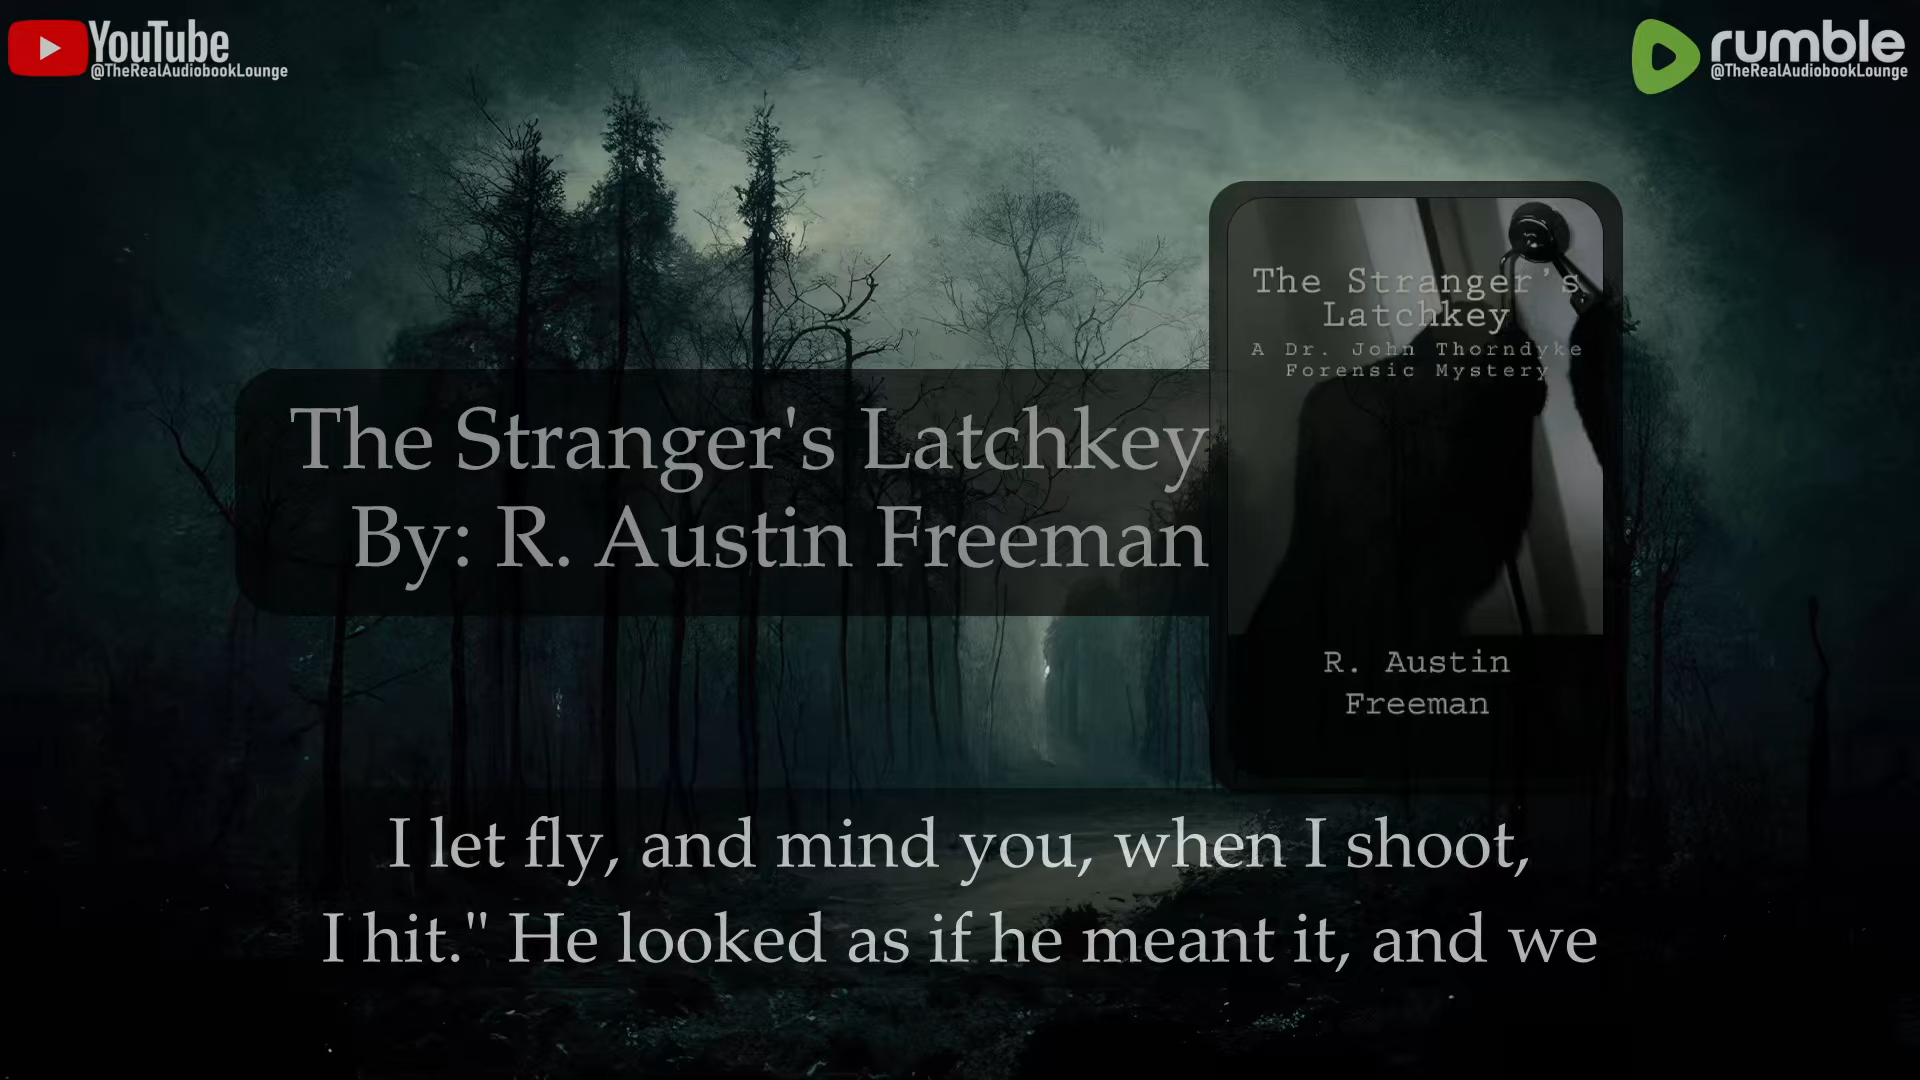 YouTube
@TheRealAudiobookLounge
rumble
@TheRealAudiobookLounge
The Stranger's Latchkey
By: R. Austin Freeman
The Stranger's
Latchkey
A Dr. John Thorndyke
Forensic Mystery
R. Austin
Freeman
I let fly, and mind you, when I shoot,
I hit." He looked as if he meant it, and we